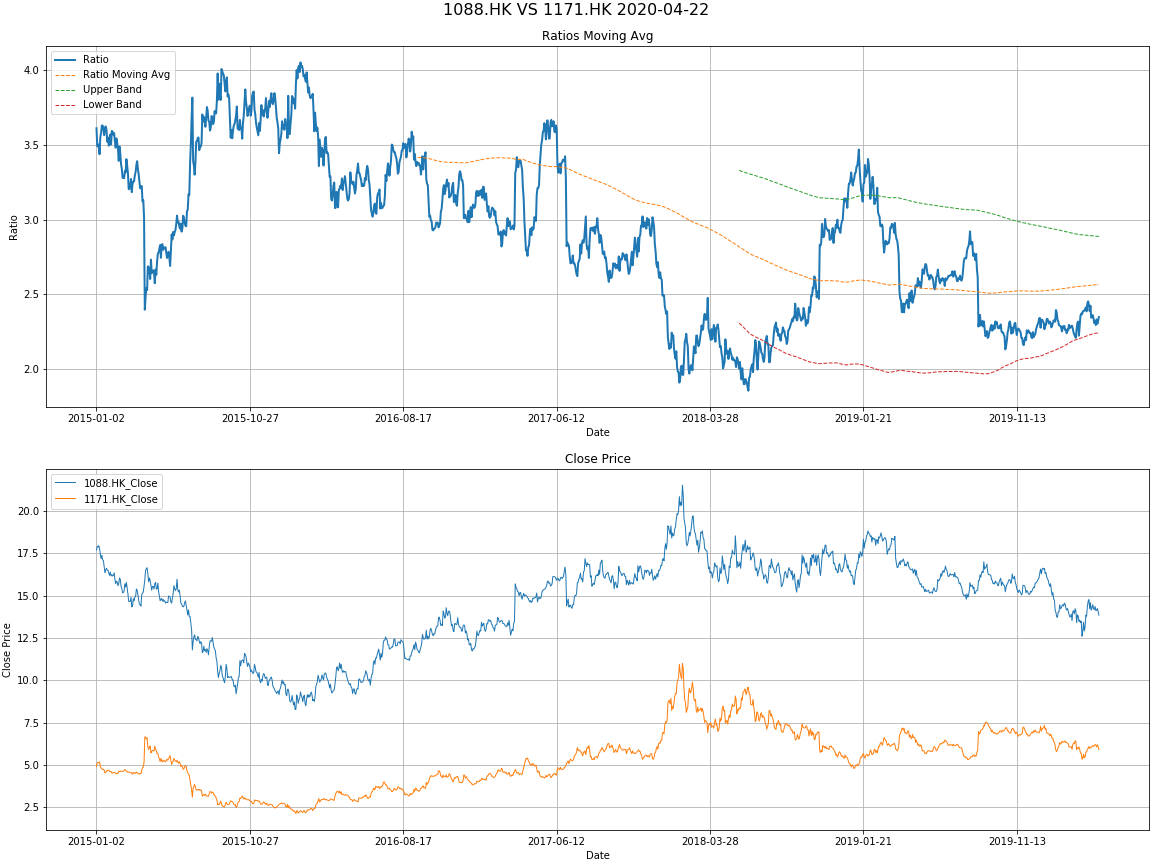 1088.HK VS 1171.HK 2020-04-22
Ratios Moving Avg
Ratio
Ratio Moving Avg
Upper Band
Lower Band
4.0
3.5
3.0
2.5
2.0
Ratio
2015-01-02 2015-10-27 2016-08-17 2017-06-12 2018-03-28 2019-01-21 2019-11-13
Date
Close Price
1088.HK_Close
1171.HK_Close
20.0
17.5
15.0
12.5
10.0
7.5
5.0
2.5
Close Price
2015-01-02 2015-10-27 2016-08-17 2017-06-12 2018-03-28 2019-01-21 2019-11-13
Date